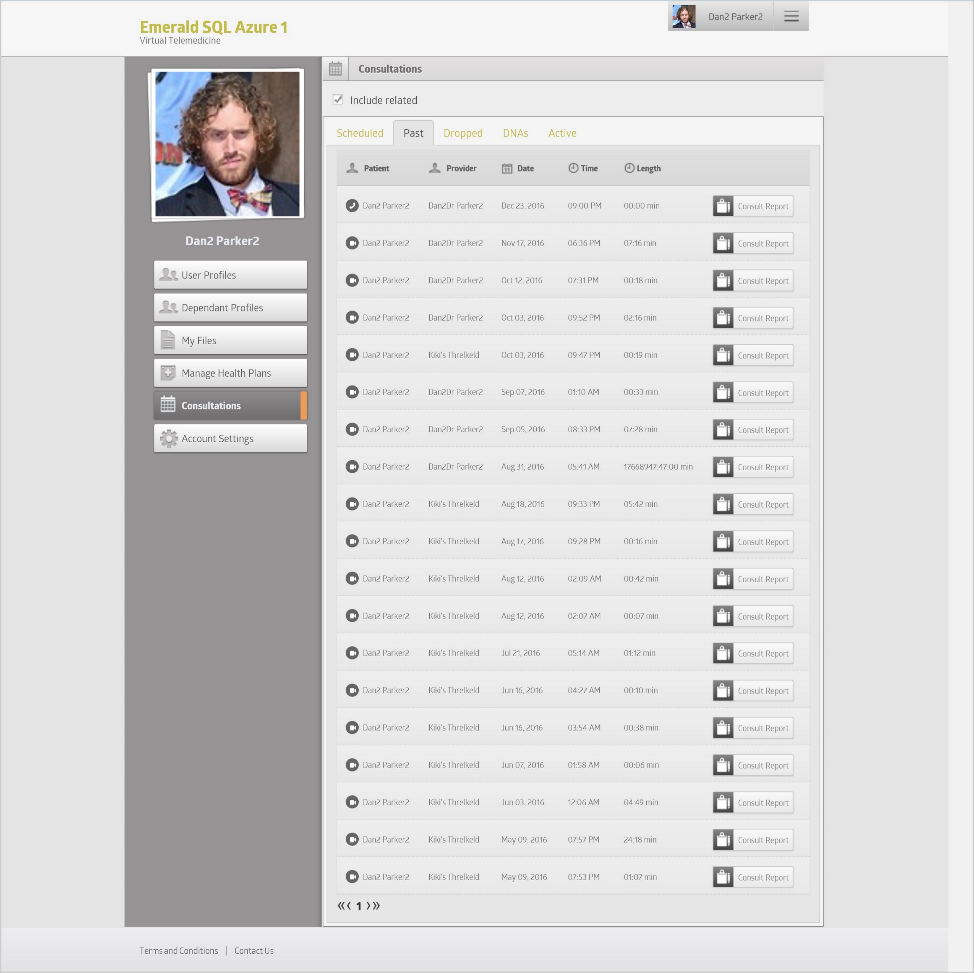 Emerald SQL Azure 1
Virtual Telemedicine
Dan2 Parker2
Dan2 Parker2
User Profiles
Dependant Profiles
My Files
Manage Health Plans
Consultations
Account Settings
Consultations
Include related
Scheduled Past Dropped DNAs Active
Patient Provider Date Time Length
Dan2 Parker2 Dan2Dr Parker2 Dec 23, 2016 09:00 PM 00:00 min Consult Report
Dan2 Parker2 Dan2Dr Parker2 Nov 17, 2016 06:36 PM 07:16 min Consult Report
Dan2 Parker2 Dan2Dr Parker2 Oct 12, 2016 07:31 PM 00:18 min Consult Report
Dan2 Parker2 Dan2Dr Parker2 Oct 03, 2016 09:52 PM 02:16 min Consult Report
Dan2 Parker2 Kiki's Threlkeld Oct 03, 2016 09:47 PM 00:19 min Consult Report
Dan2 Parker2 Dan2Dr Parker2 Sep 07, 2016 01:10 AM 00:33 min Consult Report
Dan2 Parker2 Dan2Dr Parker2 Sep 05, 2016 08:33 PM 07:28 min Consult Report
Dan2 Parker2 Dan2Dr Parker2 Aug 31, 2016 05:41 AM 17668947:47:00 min Consult Report
Dan2 Parker2 Kiki's Threlkeld Aug 18, 2016 09:33 PM 05:42 min Consult Report
Dan2 Parker2 Kiki's Threlkeld Aug 17, 2016 09:28 PM 00:16 min Consult Report
Dan2 Parker2 Kiki's Threlkeld Aug 12, 2016 02:09 AM 00:42 min Consult Report
Dan2 Parker2 Kiki's Threlkeld Aug 12, 2016 02:07 AM 00:07 min Consult Report
Dan2 Parker2 Kiki's Threlkeld Jul 21, 2016 05:14 AM 01:12 min Consult Report
Dan2 Parker2 Kiki's Threlkeld Jun 16, 2016 04:27 AM 00:10 min Consult Report
Dan2 Parker2 Kiki's Threlkeld Jun 16, 2016 03:54 AM 00:38 min Consult Report
Dan2 Parker2 Kiki's Threlkeld Jun 07, 2016 01:58 AM 00:06 min Consult Report
Dan2 Parker2 Kiki's Threlkeld Jun 03, 2016 12:06 AM 04:49 min Consult Report
Dan2 Parker2 Kiki's Threlkeld May 09, 2016 07:57 PM 24:18 min Consult Report
Dan2 Parker2 Kiki's Threlkeld May 09, 2016 07:53 PM 01:07 min Consult Report
«‹ 1 ›»
Terms and Conditions | Contact Us